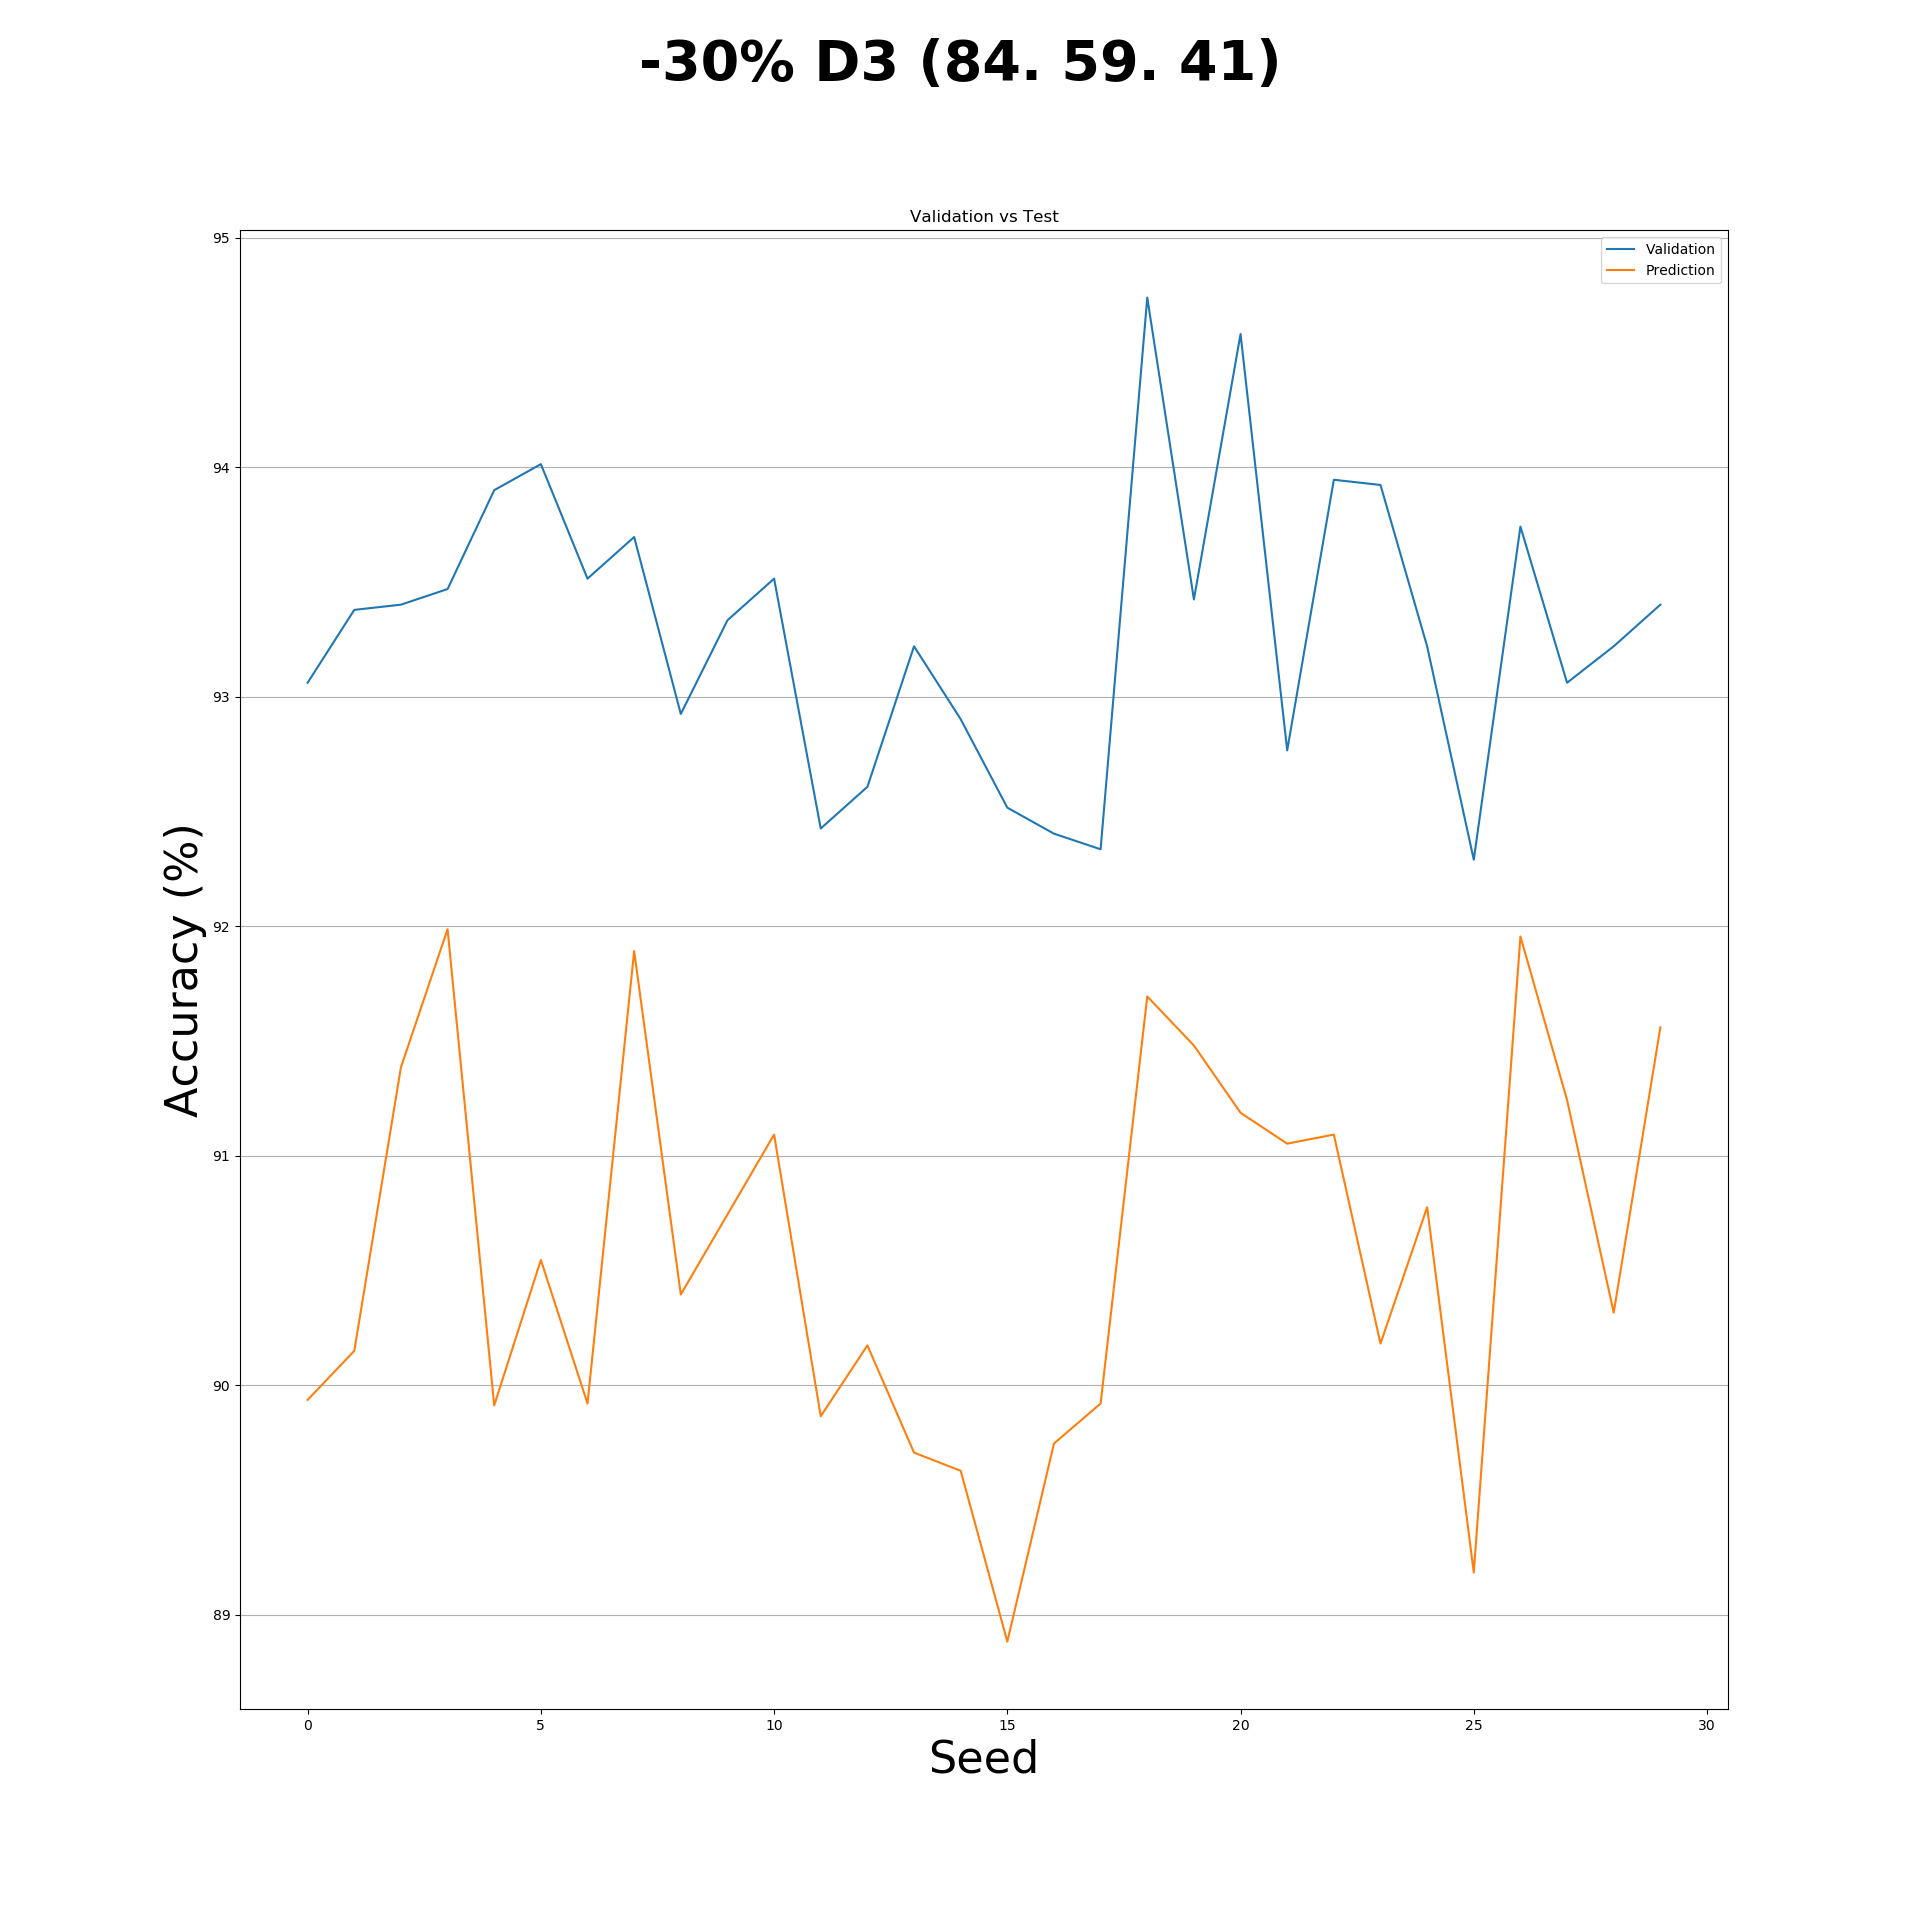 -30% D3 (84. 59. 41)
Validation vs Test
Validation
Prediction
95
94
93
92
91
90
89
Accuracy (%)
0 5 10 15 20 25 30
Seed